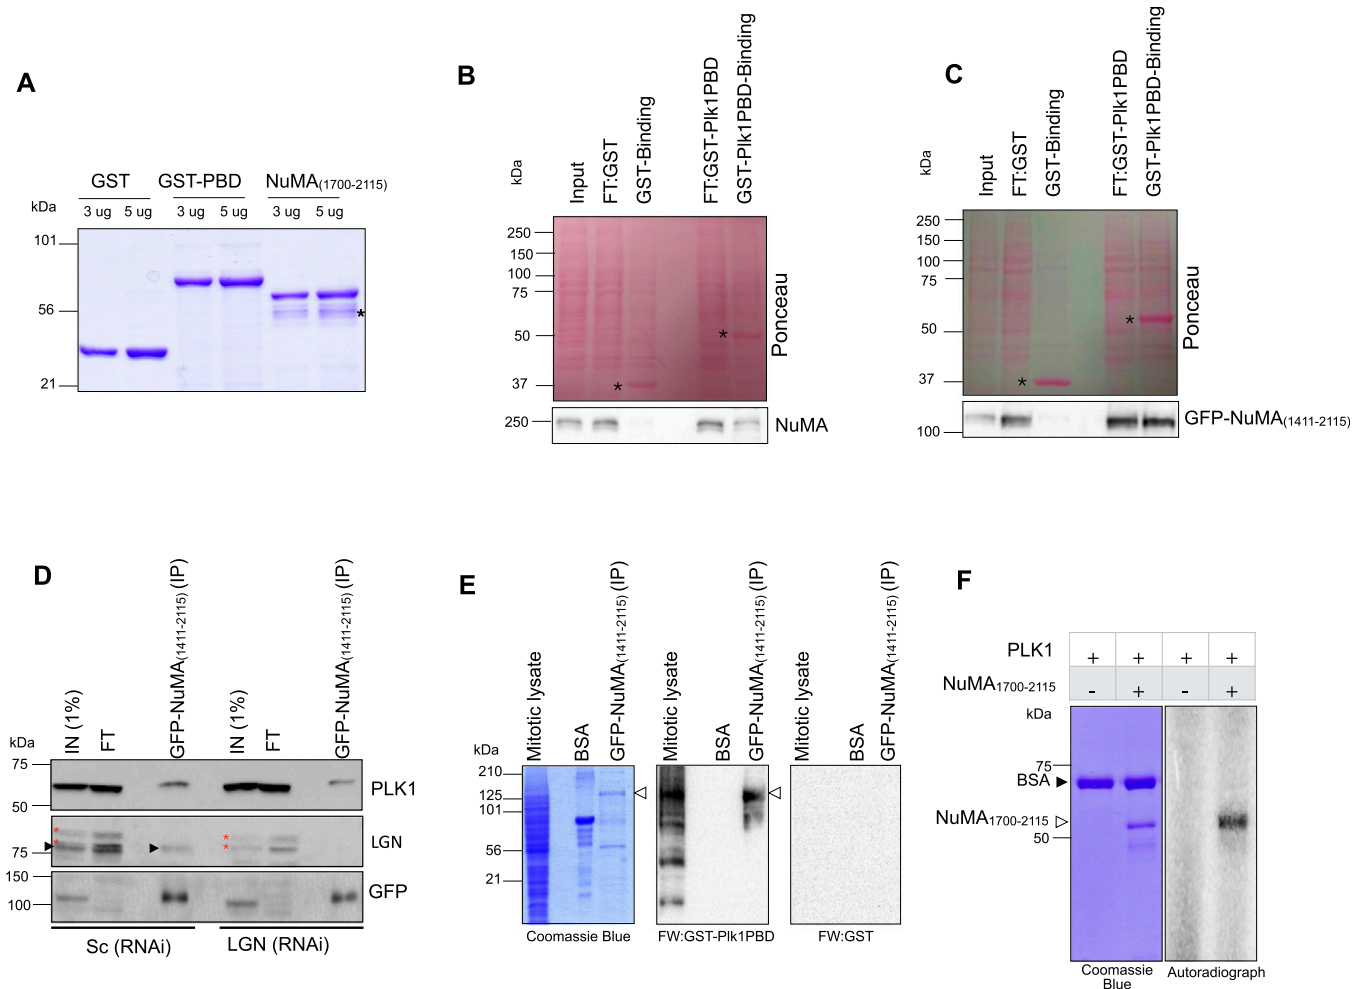 A
GST GST-PBD NuMA(1700-2115)
kDa 3 ug 5 ug 3 ug 5 ug 3 ug 5 ug
101
56
*
21
B
kDa
Input
FT:GST
GST-Binding
FT:GST-Plk1PBD
GST-Plk1PBD-Binding
250
150
100
75
50 *
37 *
Ponceau
250 NuMA
C
kDa
Input
FT:GST
GST-Binding
FT:GST-Plk1PBD
GST-Plk1PBD-Binding
250
150
100
75
50 *
37 *
Ponceau
100 GFP-NuMA(1411-2115)
D
kDa
IN (1%)
FT
GFP-NuMA(1411-2115) (IP)
IN (1%)
FT
GFP-NuMA(1411-2115) (IP)
75
50
PLK1
* *
* *
75
LGN
150
100
GFP
Sc (RNAi) LGN (RNAi)
E
kDa
Mitotic lysate
BSA
GFP-NuMA(1411-2115) (IP)
Mitotic lysate
BSA
GFP-NuMA(1411-2115) (IP)
Mitotic lysate
BSA
GFP-NuMA(1411-2115) (IP)
210
125
101
56
21
Coomassie Blue FW:GST-Plk1PBD FW:GST
F
PLK1 + + + +
NuMA1700-2115 - + - +
kDa
75
BSA
NuMA1700-2115
50
Coomassie
Blue
Autoradiograph